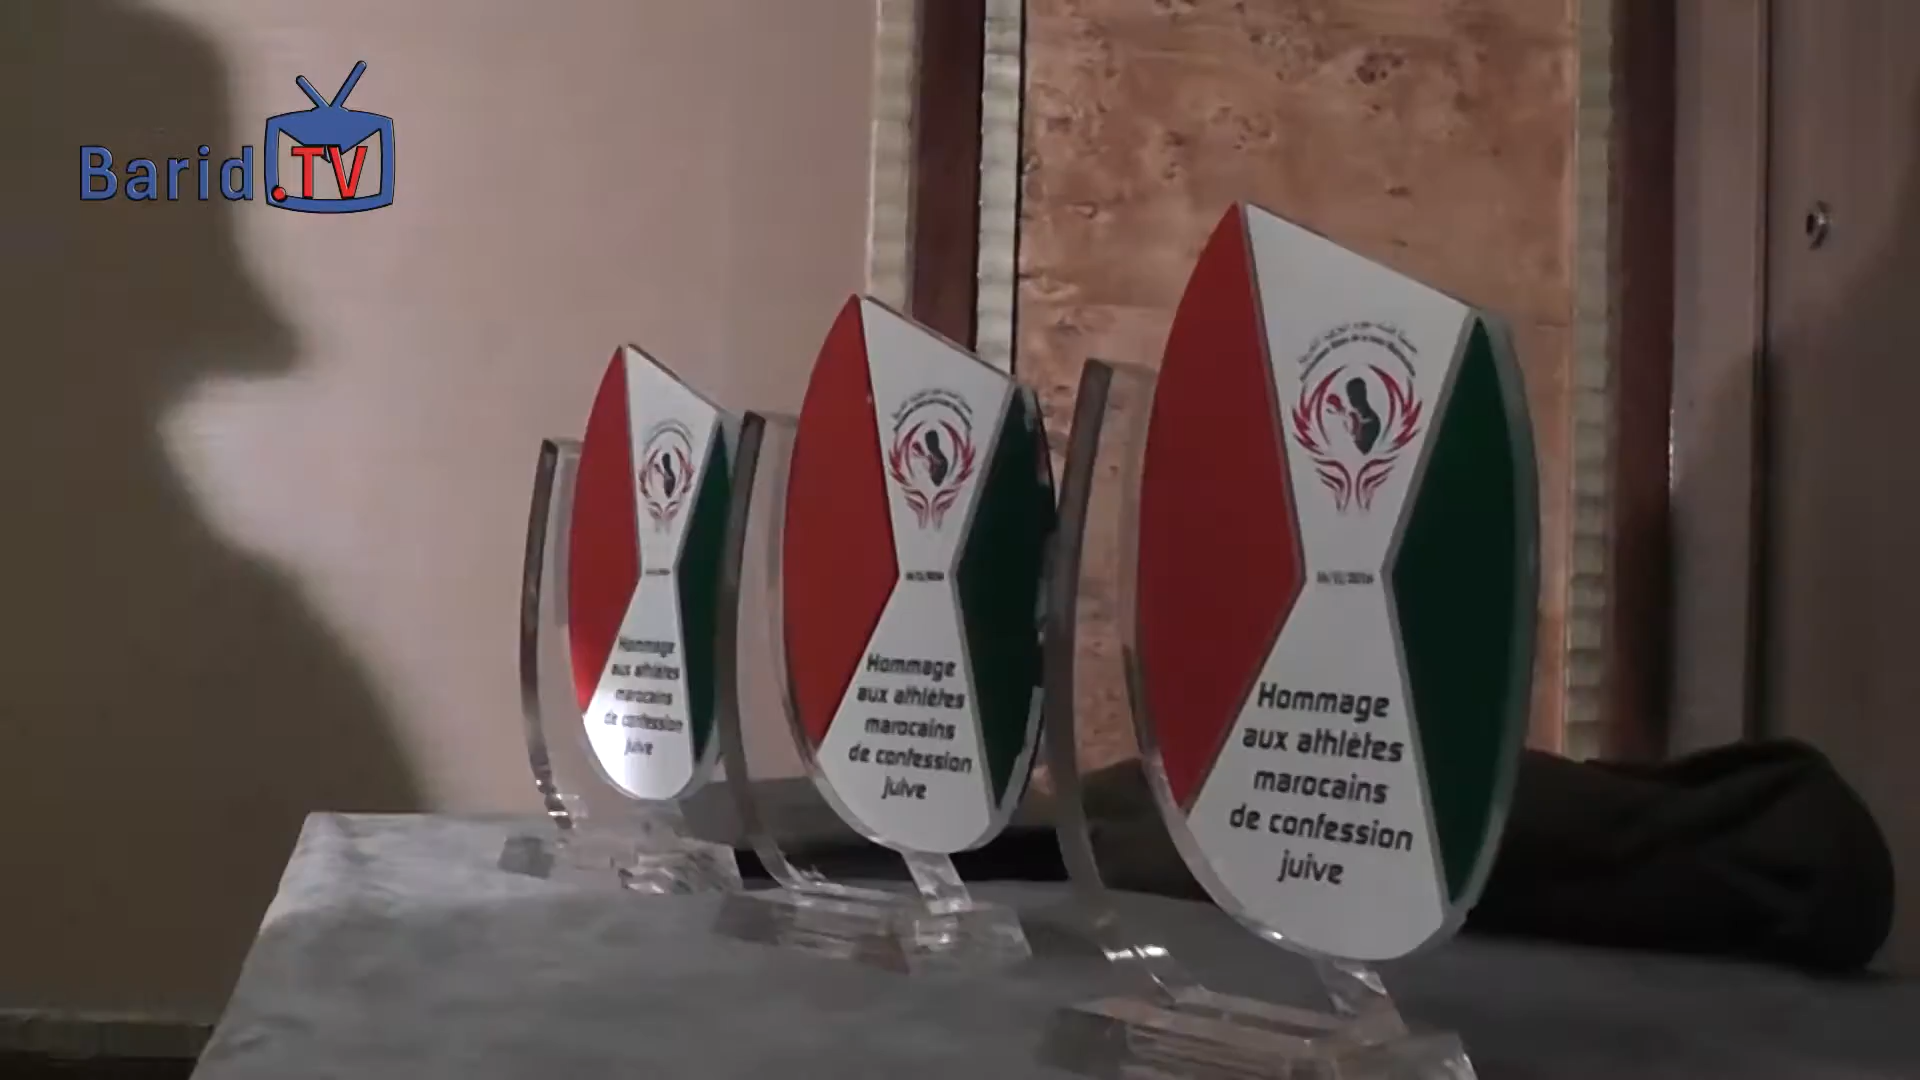 Barid.TV
Hommage
aux athlètes
marocains
de confession
juive
Hommage
aux athlètes
marocains
de confession
juive
Hommage
aux athlètes
marocains
de confession
juive